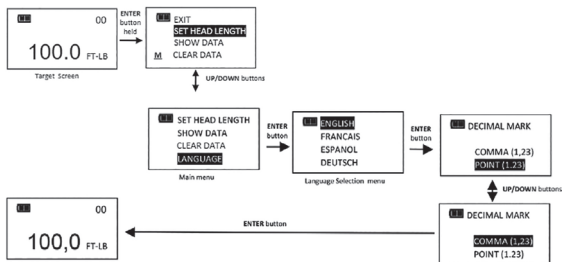 00
100.0 FT-LB
Target Screen
ENTER
button
held
EXIT
SET HEAD LENGTH
SHOW DATA
M CLEAR DATA
UP/DOWN buttons
SET HEAD LENGTH
SHOW DATA
CLEAR DATA
LANGUAGE
Main menu
ENTER
button
ENGLISH
FRANCAIS
ESPANOL
DEUTSCH
Language Selection menu
ENTER
button
DECIMAL MARK
COMMA (1,23)
POINT (1.23)
UP/DOWN buttons
DECIMAL MARK
COMMA (1,23)
POINT (1.23)
ENTER button
00
100,0 FT-LB